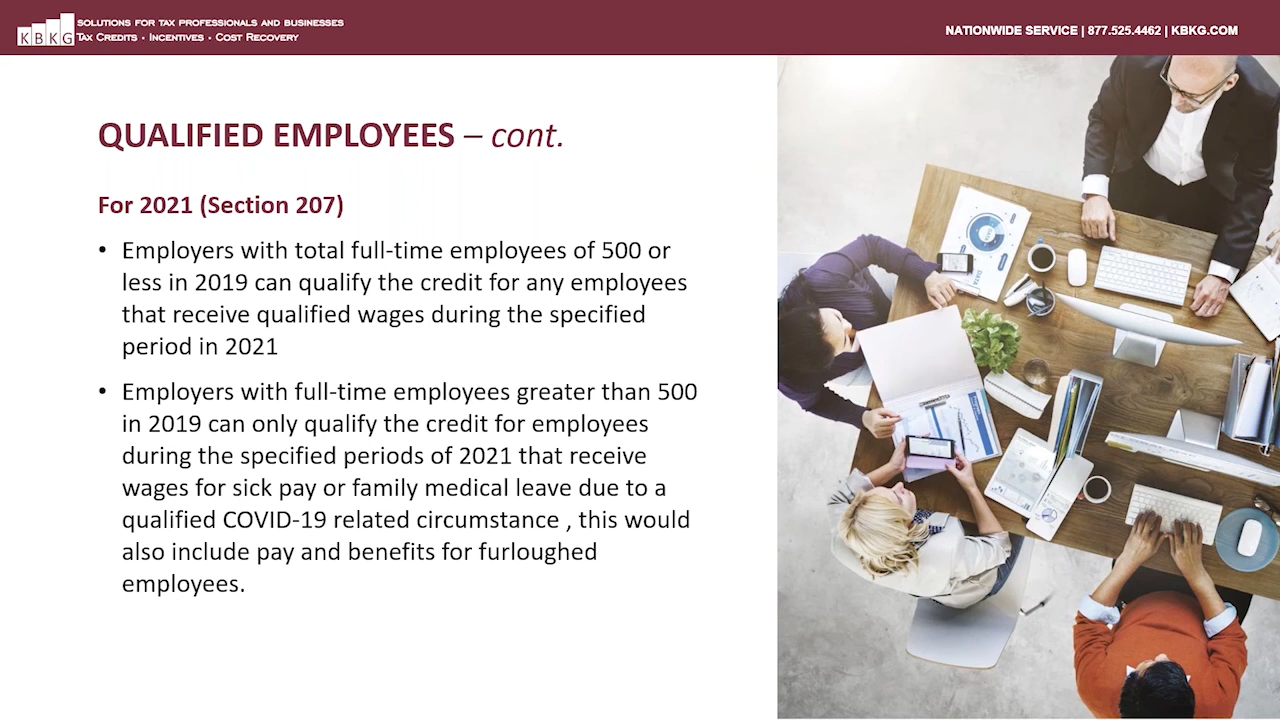 KBKG
SOLUTIONS FOR TAX PROFESSIONALS AND BUSINESSES
TAX CREDITS • INCENTIVES • COST RECOVERY
NATIONWIDE SERVICE | 877.525.4462 | KBKG.COM
QUALIFIED EMPLOYEES – cont.
For 2021 (Section 207)
• Employers with total full-time employees of 500 or
less in 2019 can qualify the credit for any employees
that receive qualified wages during the specified
period in 2021
• Employers with full-time employees greater than 500
in 2019 can only qualify the credit for employees
during the specified periods of 2021 that receive
wages for sick pay or family medical leave due to a
qualified COVID-19 related circumstance , this would
also include pay and benefits for furloughed
employees.